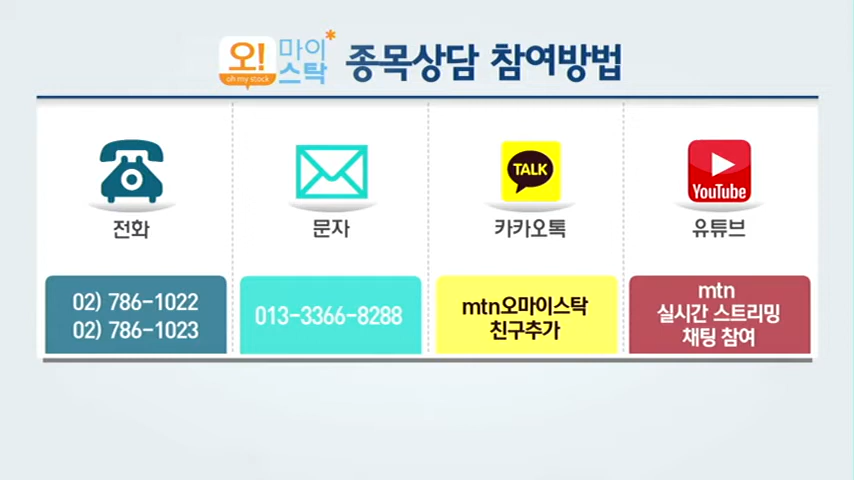 오! 마이스탁 종목상담 참여방법
oh my stock
TALK
YouTube
전화
문자
카카오톡
유튜브
02) 786-1022
02) 786-1023
013-3366-8288
mtn오마이스탁
친구추가
mtn
실시간 스트리밍
채팅 참여